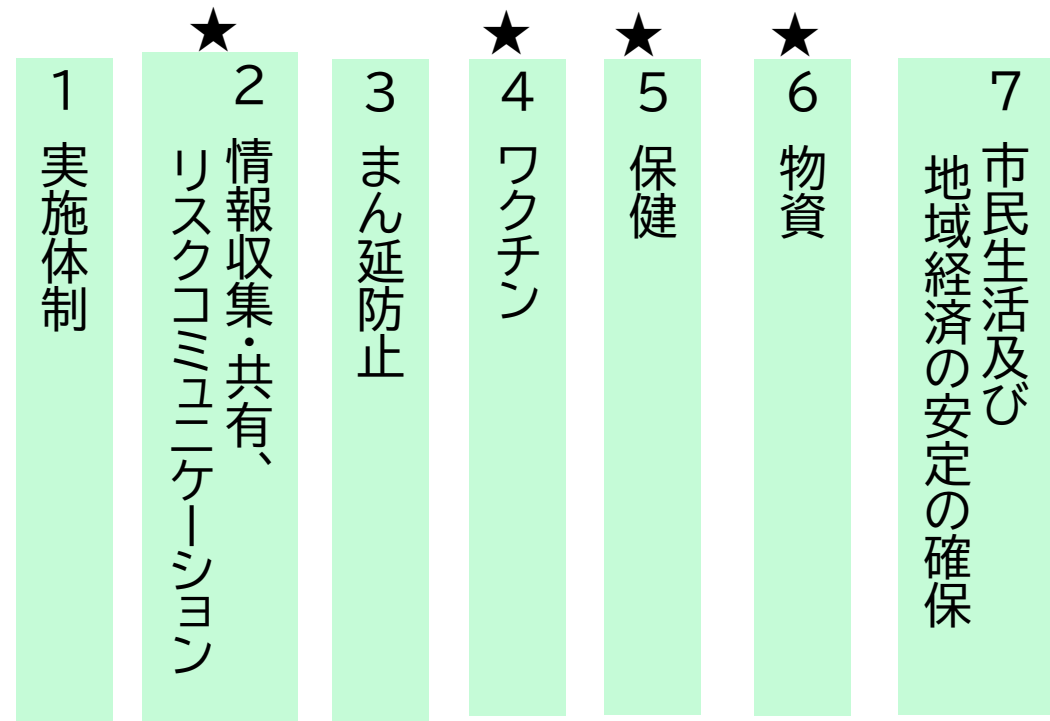 ★
1 実施体制
2 情報収集・共有、
リスクコミュニケーション
3 まん延防止
★
4 ワクチン
★
5 保健
★
6 物資
7 市民生活及び
地域経済の安定の確保